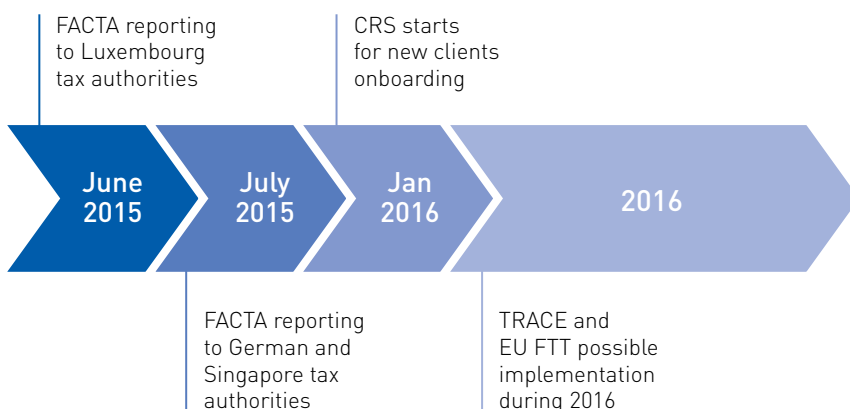 FACTA reporting
to Luxembourg
tax authorities
CRS starts
for new clients
onboarding
June
2015
July
2015
Jan
2016
2016
FACTA reporting
to German and
Singapore tax
authorities
TRACE and
EU FTT possible
implementation
during 2016